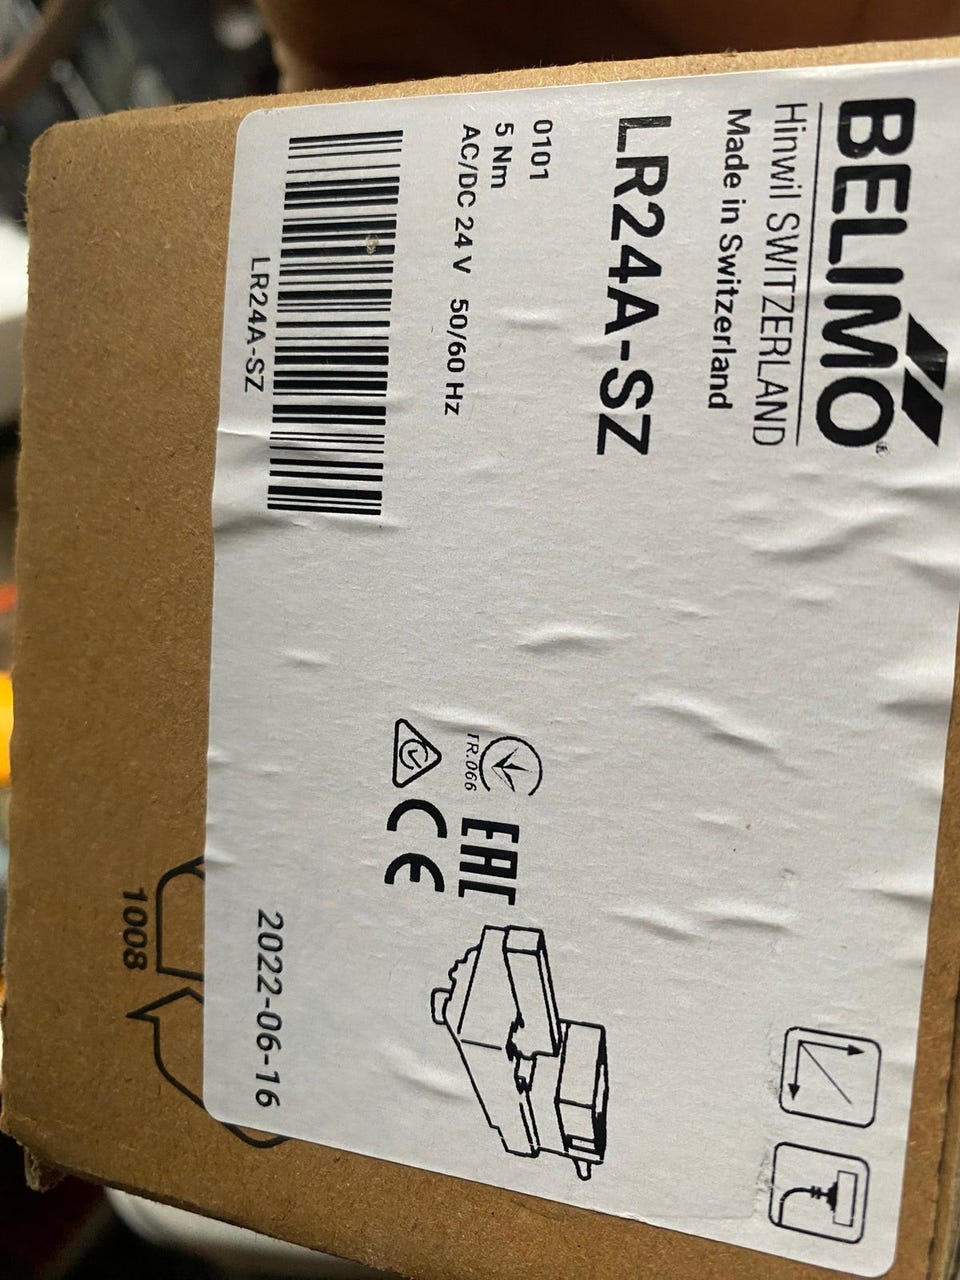 BELIMO®
Hinwil SWITZERLAND
Made in Switzerland
LR24A-SZ
0101
5 Nm
AC/DC 24 V 50/60 Hz
LR24A-SZ
TR.066
EAC
CE
2022-06-16
1008